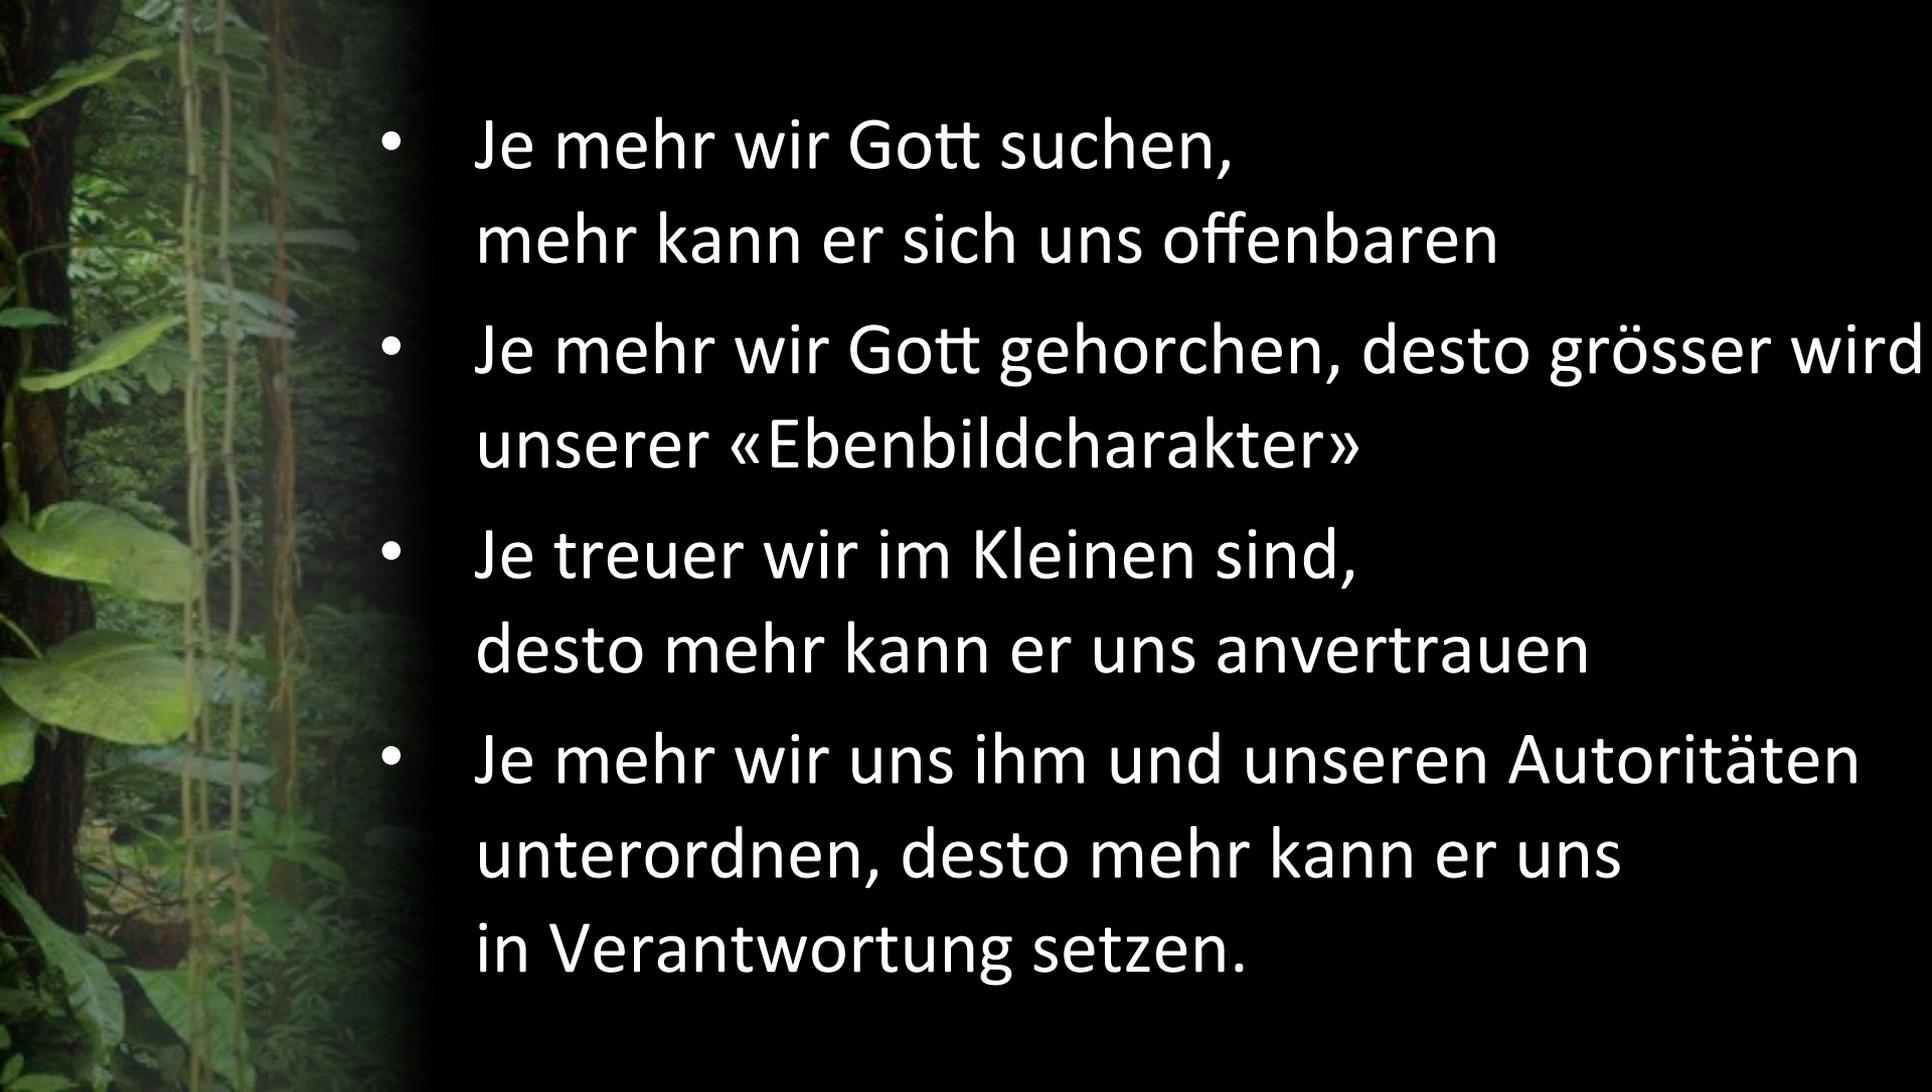 • Je mehr wir Gott suchen,
mehr kann er sich uns offenbaren
• Je mehr wir Gott gehorchen, desto grösser wird
unserer «Ebenbildcharakter»
• Je treuer wir im Kleinen sind,
desto mehr kann er uns anvertrauen
• Je mehr wir uns ihm und unseren Autoritäten
unterordnen, desto mehr kann er uns
in Verantwortung setzen.